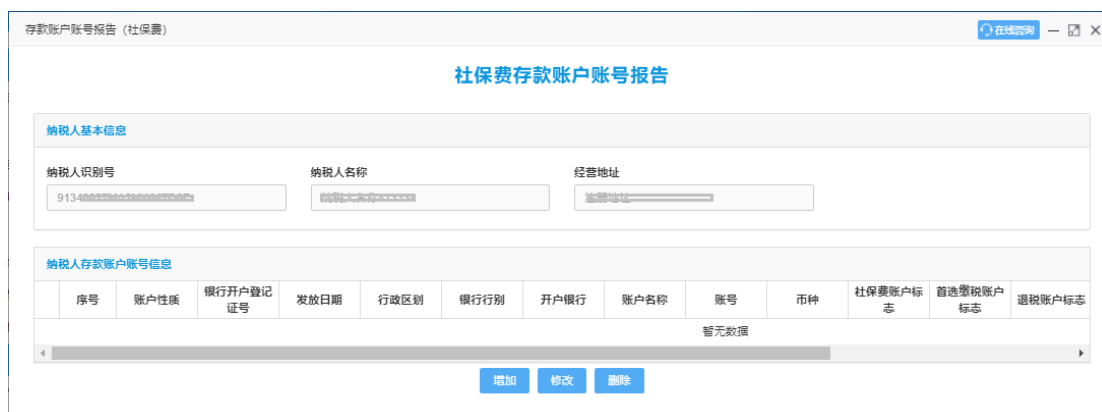 存款账户账号报告（社保费） 在线咨询
社保费存款账户账号报告
纳税人基本信息
纳税人识别号 纳税人名称 经营地址
纳税人存款账户账号信息
序号 账户性质 银行开户登记证号 发放日期 行政区划 银行行别 开户银行 账户名称 账号 币种 社保费账户标志 首选缴税账户标志 退税账户标志
暂无数据
增加 修改 删除